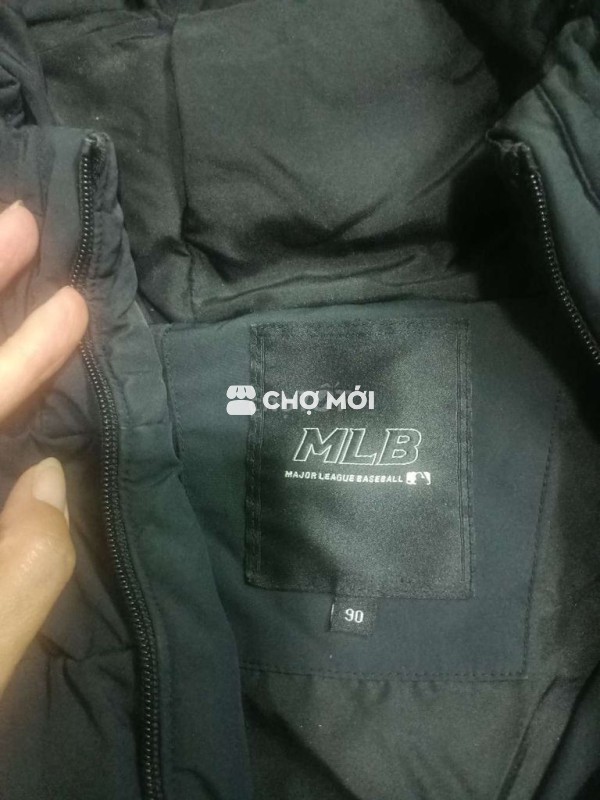 CHỢ MỚI
MLB
MAJOR LEAGUE BASEBALL
90